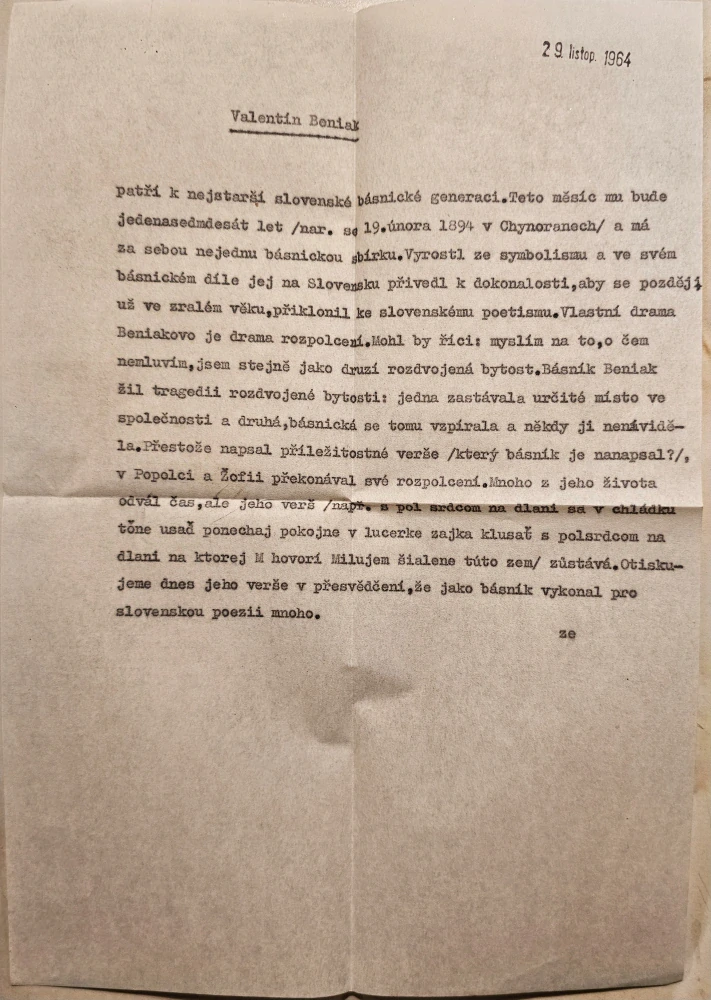 29. listop. 1964
Valentín Beniak
patří k nejstarší slovenské básnické generaci.Teto měsíc mu bude
jedenasedmdesát let /nar. se 19.února 1894 v Chynoranech/ a má
za sebou nejednu básnickou sbírku.Vyrostl ze symbolismu a ve svém
básnickém díle jej na Slovensku přivedl k dokonalosti,aby se později
už ve zralém věku,přiklonil ke slovenskému poetismu.Vlastní drama
Beniakovo je drama rozpolcení.Mohl by říci: myslím na to,o čem
nemluvím,jsem stejně jako druzí rozdvojená bytost.Básník Beniak
žil tragedii rozdvojené bytosti: jedna zastávala určité místo ve
společnosti a druhá,básnická se tomu vzpírala a někdy ji nenávidě-
la.Přestože napsal příležitostné verše /který básník je nanapsal?/,
v Popolci a Žofii překonával své rozpolcení.Mnoho z jeho života
odvál čas,ale jeho verš /např. s pol srdcom na dlani sa v chládku
tône usaď ponechaj pokojne v lucerke zajka klusať s polsrdcom na
dlani na ktorej M hovorí Milujem šialene túto zem/ zůstává.Otisku-
jeme dnes jeho verše v přesvědčení,že jako básník vykonal pro
slovenskou poezii mnoho.
ze